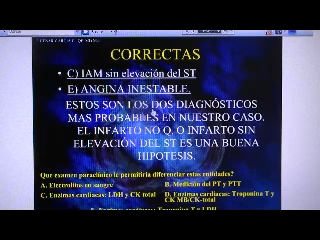 CORRECTAS
• C) IAM sin elevación del ST
• E) ANGINA INESTABLE.
ESTOS SON LOS DOS DIAGNÓSTICOS
MAS PROBABLES EN NUESTRO CASO.
EL INFARTO NO Q, O INFARTO SIN
ELEVACIÓN DEL ST ES UNA BUENA
HIPOTESIS.
Que examen paraclínico le permitiría diferenciar estas entidades?
A. Electrolitos en sangre B. Medición del PT y PTT
C. Enzimas cardiacas: LDH y CK total D. Enzimas cardiacas: Troponina T y
CK MB/CK-total